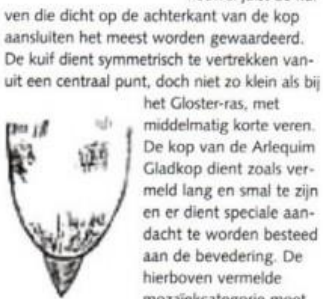 ven die dicht op de achterkant van de kop
aansluiten het meest worden gewaardeerd.
De kuif dient symmetrisch te vertrekken van-
uit een centraal punt, doch niet zo klein als bij
het Gloster-ras, met
middelmatig korte veren.
De kop van de Arlequim
Gladkop dient zoals ver-
meld lang en smal te zijn
en er dient speciale aan-
dacht te worden besteed
aan de bevedering. De
hierboven vermelde
mozaïekcategorie moet